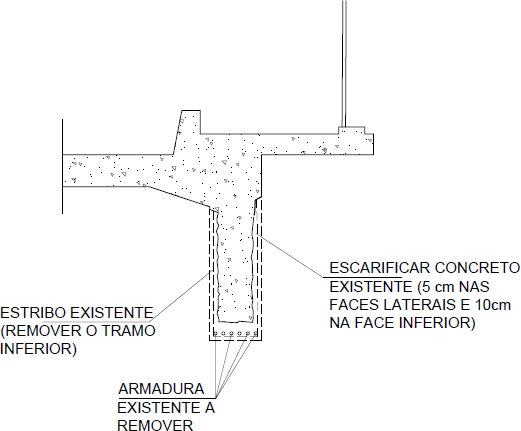 ESCARIFICAR CONCRETO
EXISTENTE (5 cm NAS
FACES LATERAIS E 10cm
NA FACE INFERIOR)
ESTRIBO EXISTENTE
(REMOVER O TRAMO
INFERIOR)
ARMADURA
EXISTENTE A
REMOVER